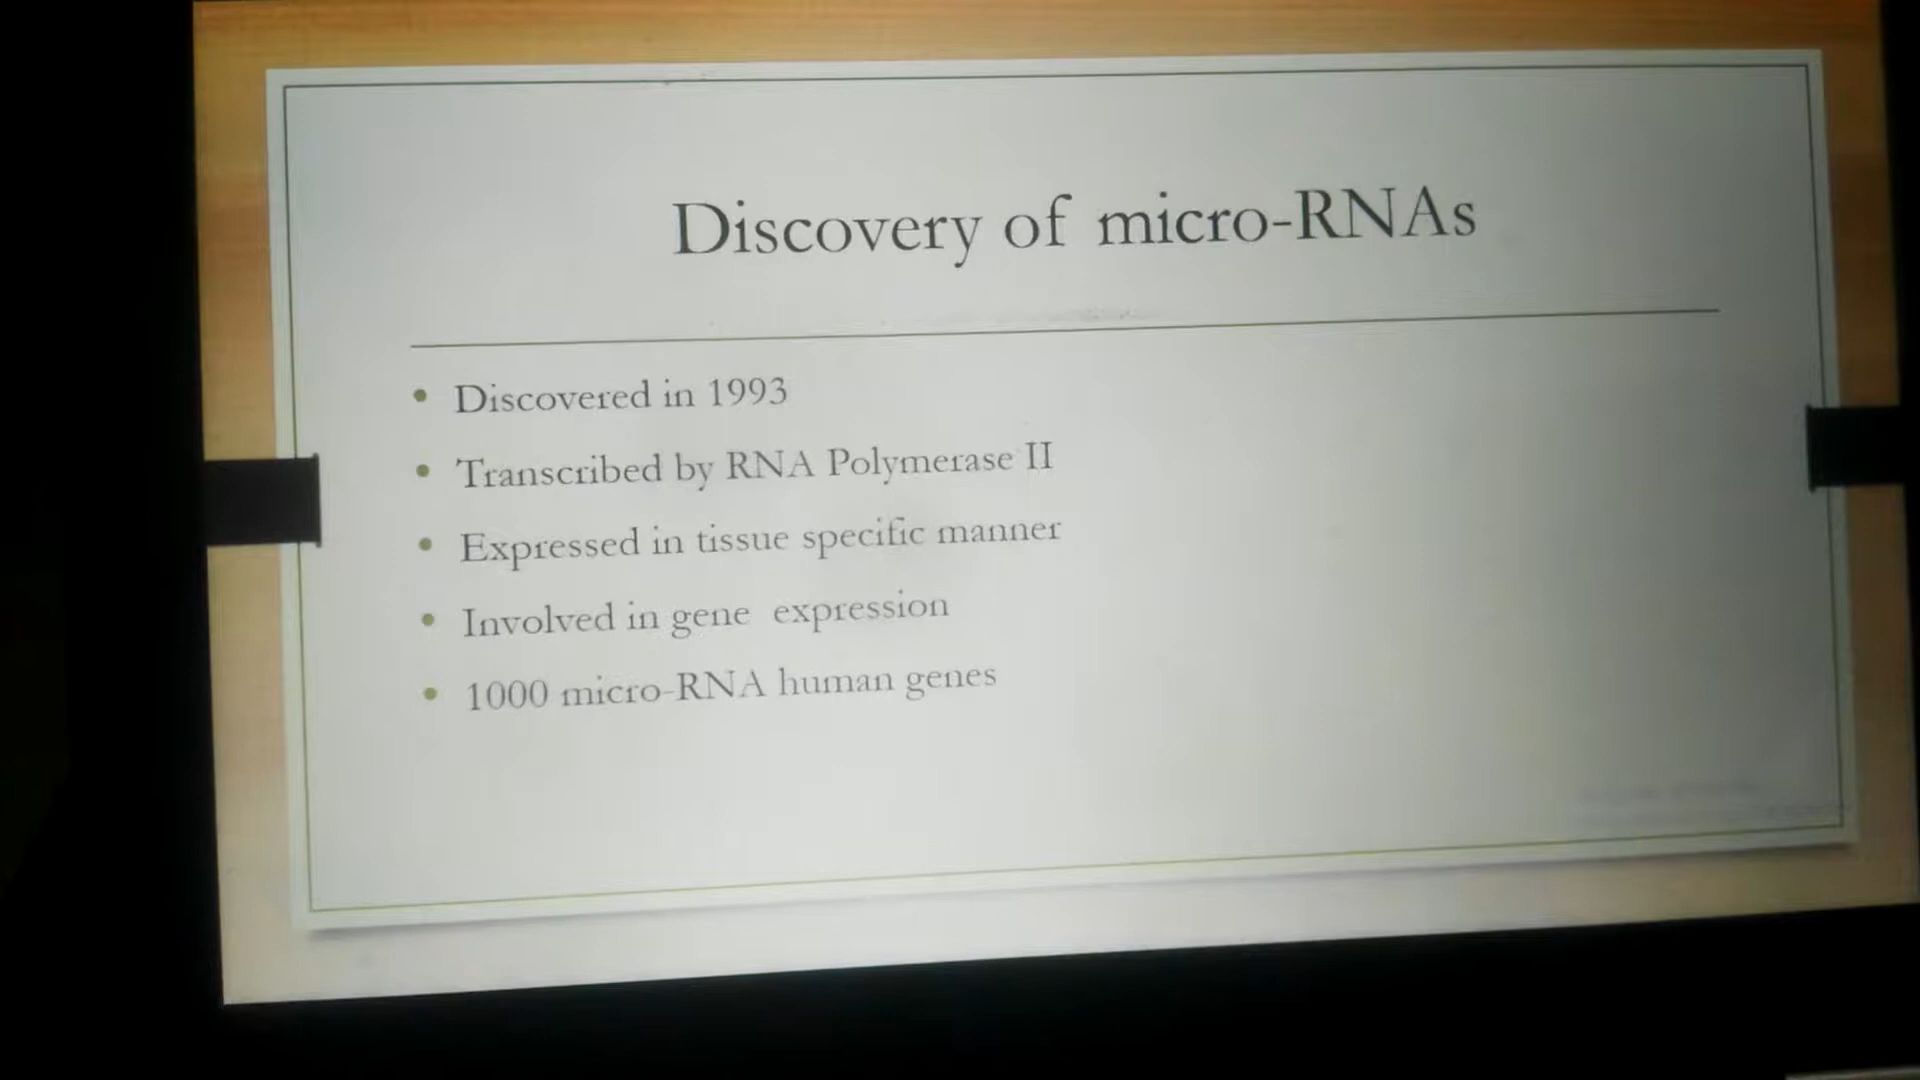 Discovery of micro-RNAs
• Discovered in 1993
• Transcribed by RNA Polymerase II
• Expressed in tissue specific manner
• Involved in gene expression
• 1000 micro-RNA human genes